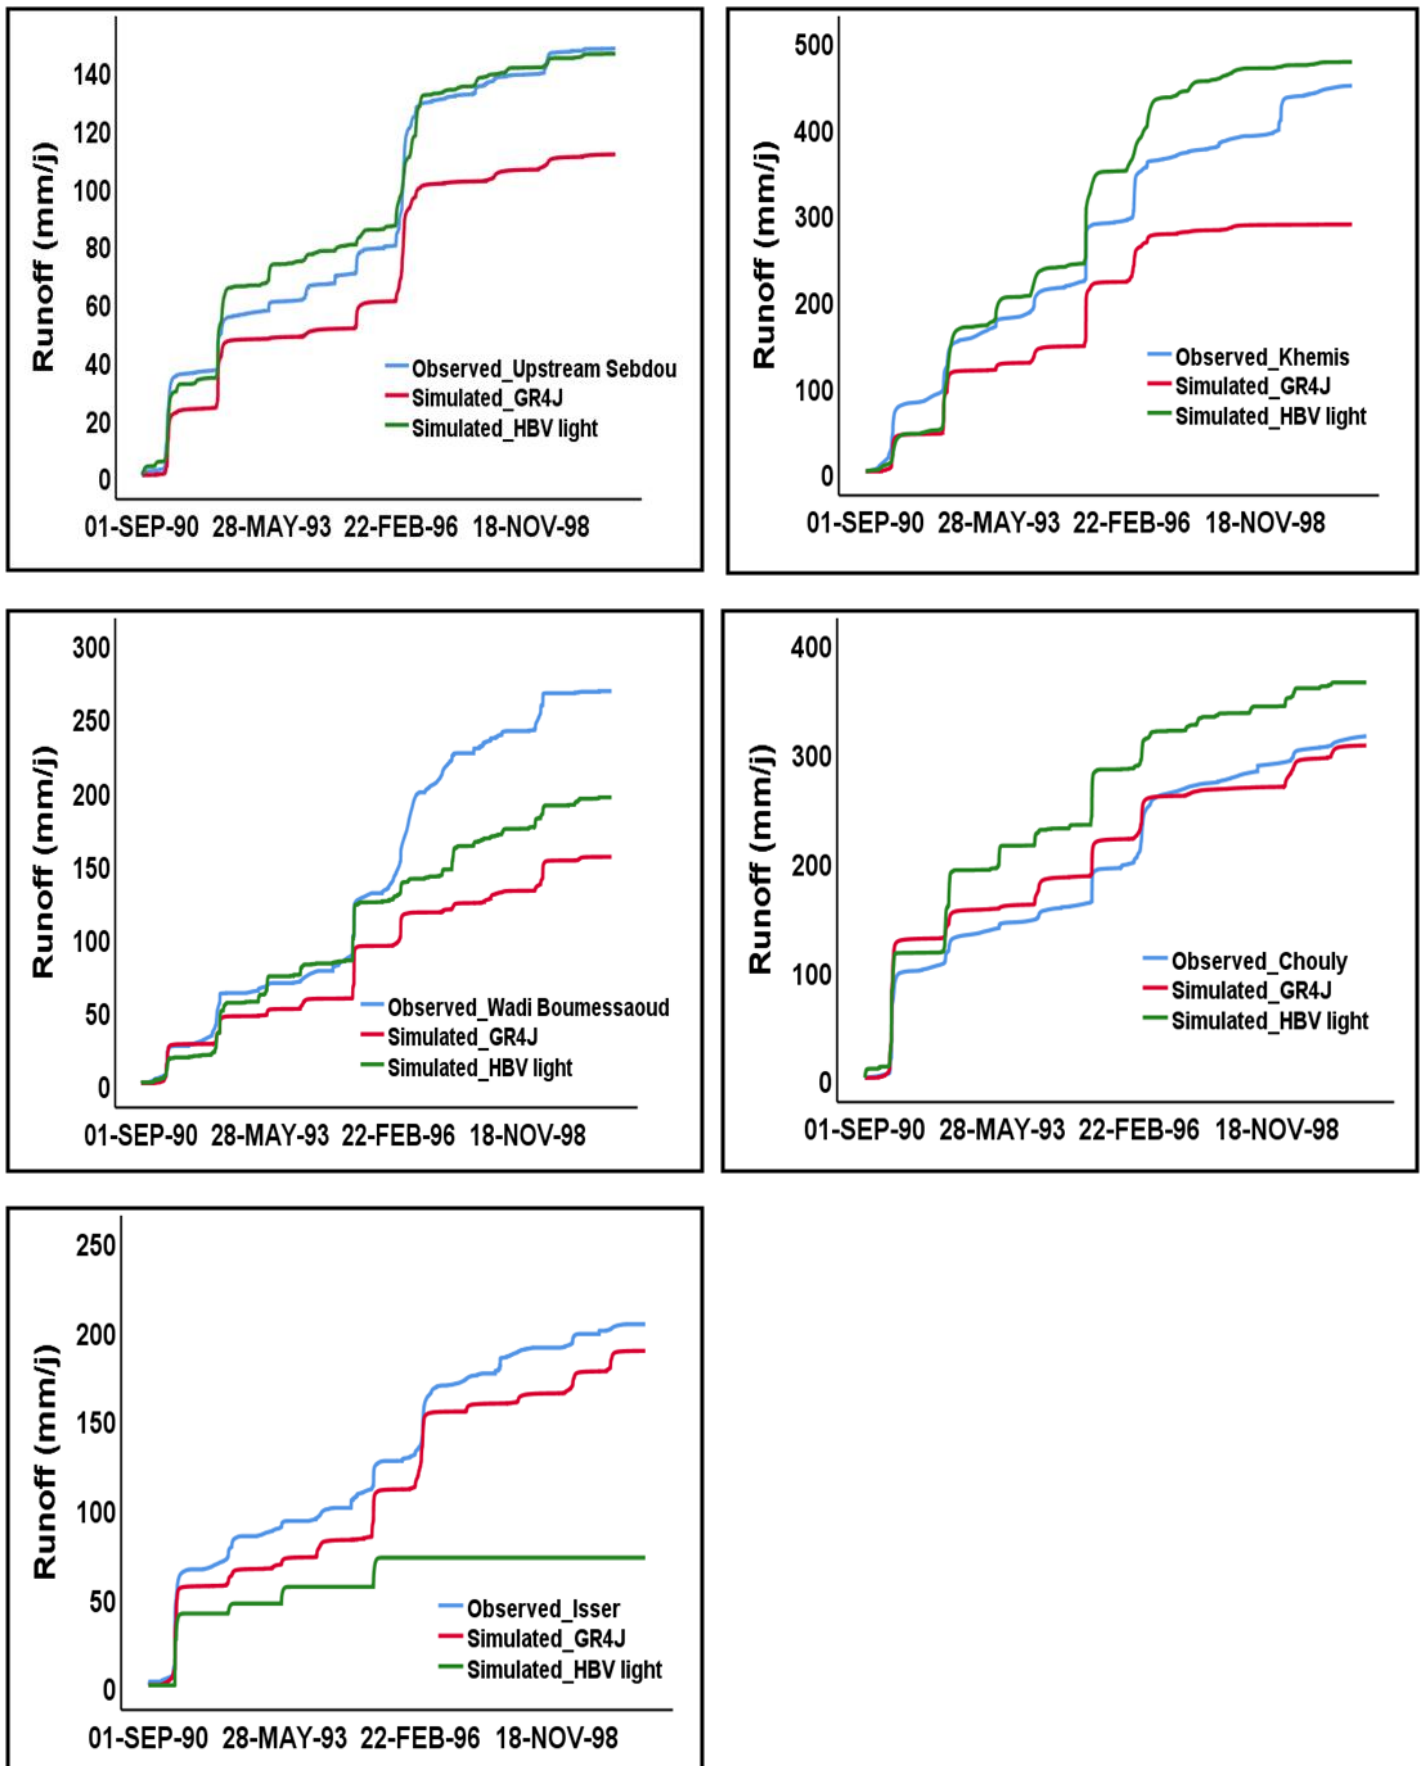 Runoff (mm/j)
140
120
100
80
60
40
20
0
Observed_Upstream Sebdou
Simulated_GR4J
Simulated_HBV light
01-SEP-90 28-MAY-93 22-FEB-96 18-NOV-98
Runoff (mm/j)
500
400
300
200
100
0
Observed_Khemis
Simulated_GR4J
Simulated_HBV light
01-SEP-90 28-MAY-93 22-FEB-96 18-NOV-98
Runoff (mm/j)
300
250
200
150
100
50
0
Observed_Wadi Boumessaoud
Simulated_GR4J
Simulated_HBV light
01-SEP-90 28-MAY-93 22-FEB-96 18-NOV-98
Runoff (mm/j)
400
300
200
100
0
Observed_Chouly
Simulated_GR4J
Simulated_HBV light
01-SEP-90 28-MAY-93 22-FEB-96 18-NOV-98
Runoff (mm/j)
250
200
150
100
50
0
Observed_Isser
Simulated_GR4J
Simulated_HBV light
01-SEP-90 28-MAY-93 22-FEB-96 18-NOV-98